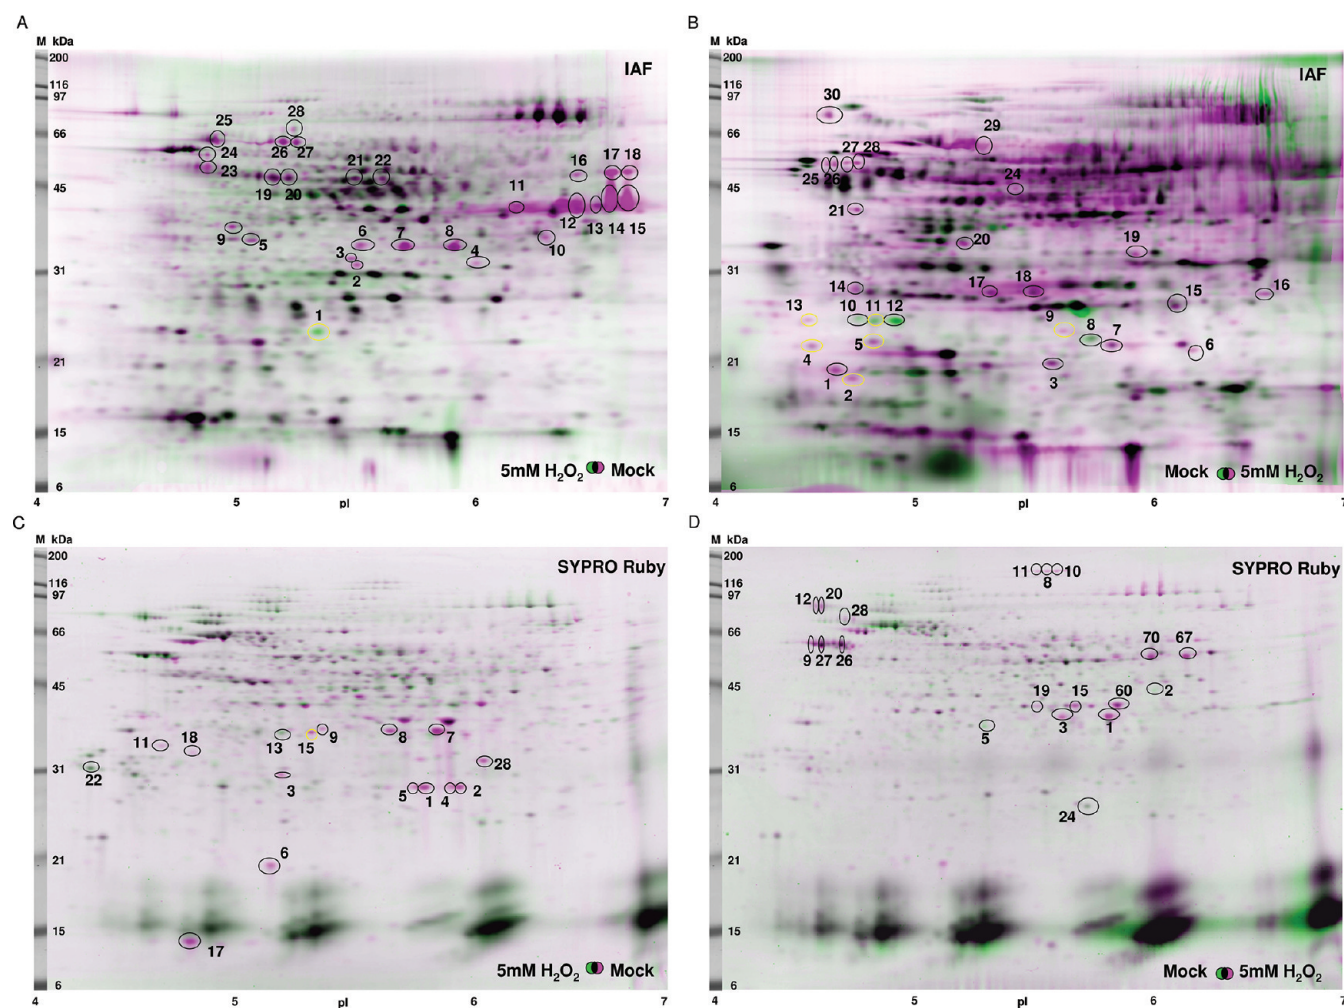 A
M kDa
200
116
97
66
45
31
21
15
6
IAF
25
28
24
26 27
23
21 22
19 20
16 17 18
11
12 13 14 15
9 5
6 7 8
3 4 10
2
1
5mM H2O2 Mock
4 5 pI 6 7
B
M kDa
200
116
97
66
45
31
21
15
6
IAF
30
29
27 28
25 26
24
21
20
19
14 17 18 15 16
13 10 11 12
9 8 7
4 5 6
1 2 3
Mock 5mM H2O2
4 5 pI 6 7
C
M kDa
200
116
97
66
45
31
21
15
6
SYPRO Ruby
11 18 13 15 9 8 7
22 3 28
5 1 4 2
6
17
5mM H2O2 Mock
4 5 pI 6 7
D
M kDa
200
116
97
66
45
31
21
15
6
SYPRO Ruby
11 8 10
12 20
28
9 27 26
70 67
2
19 15 60
5 3 1
24
Mock 5mM H2O2
4 5 pI 6 7